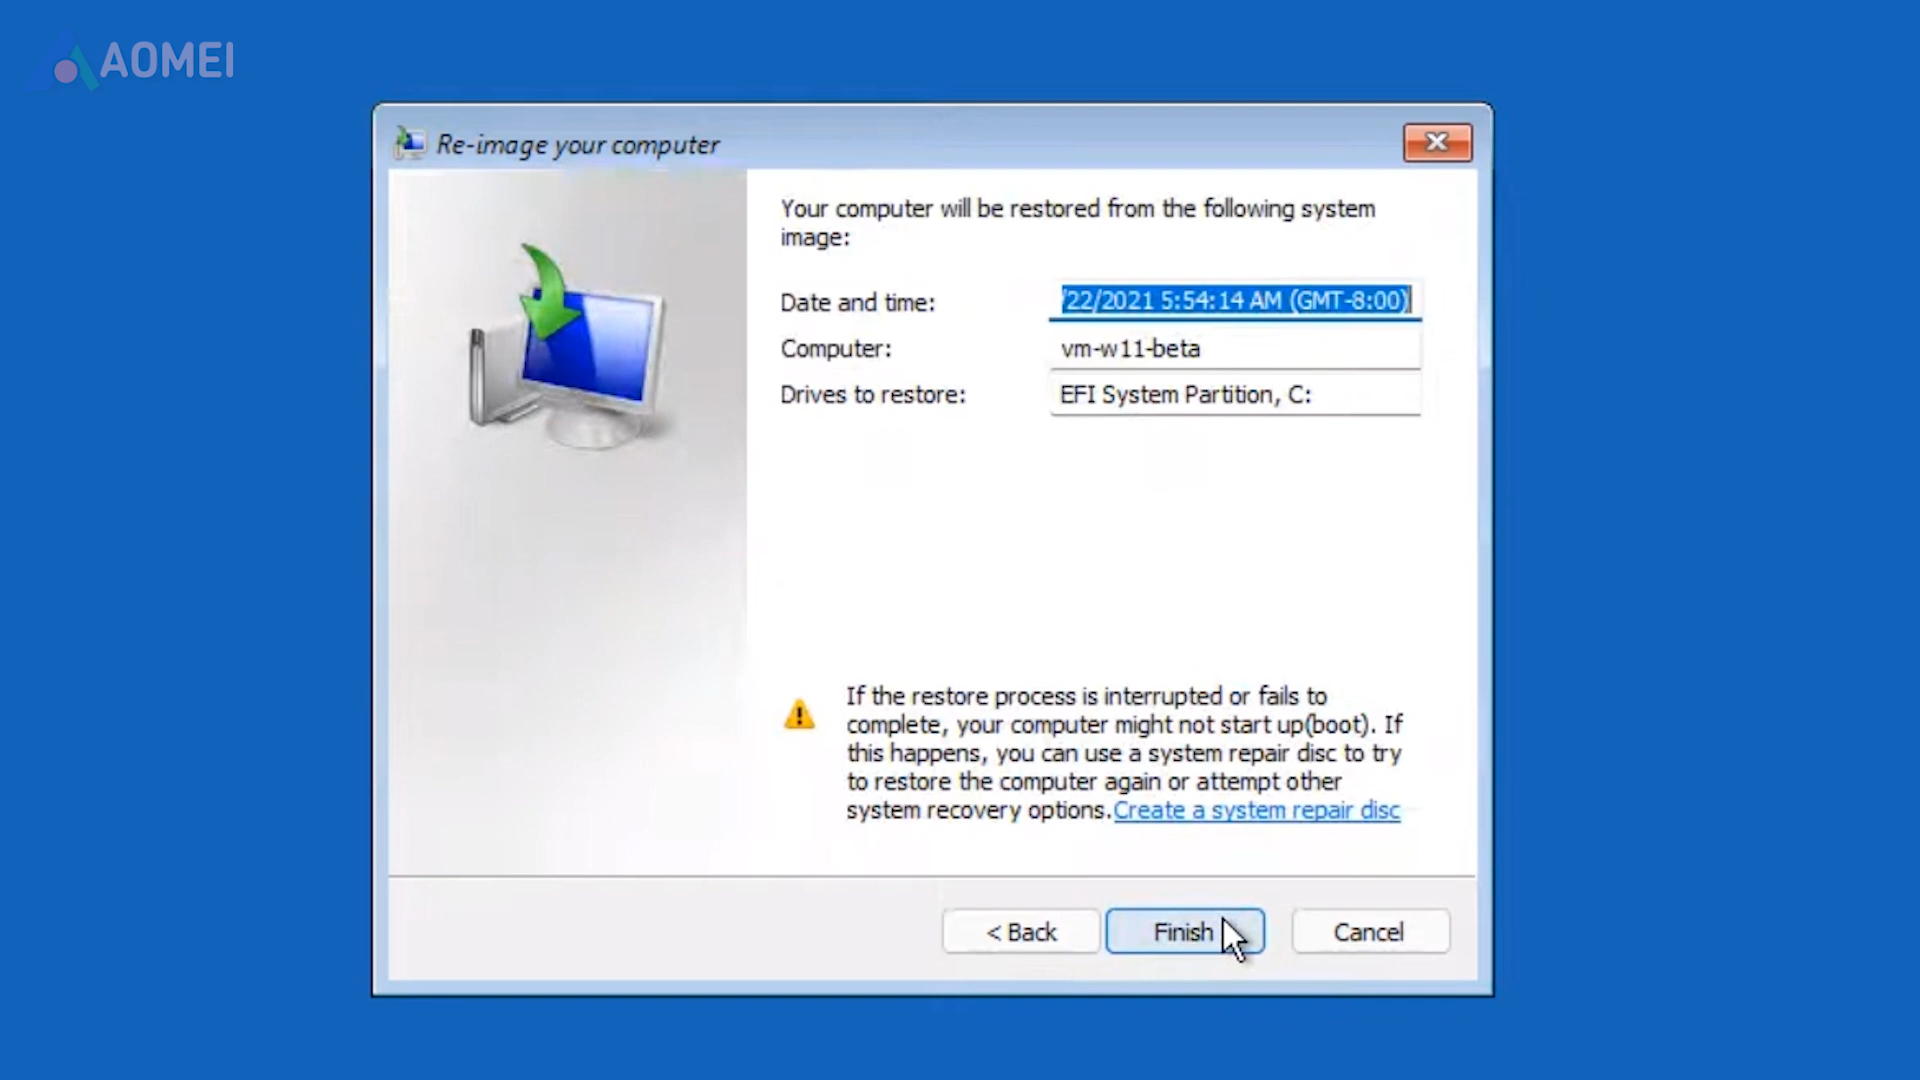 AOMEI
Re-image your computer
Your computer will be restored from the following system
image:
Date and time: /22/2021 5:54:14 AM (GMT-8:00)
Computer: vm-w11-beta
Drives to restore: EFI System Partition, C:
If the restore process is interrupted or fails to
complete, your computer might not start up(boot). If
this happens, you can use a system repair disc to try
to restore the computer again or attempt other
system recovery options.Create a system repair disc
< Back Finish Cancel